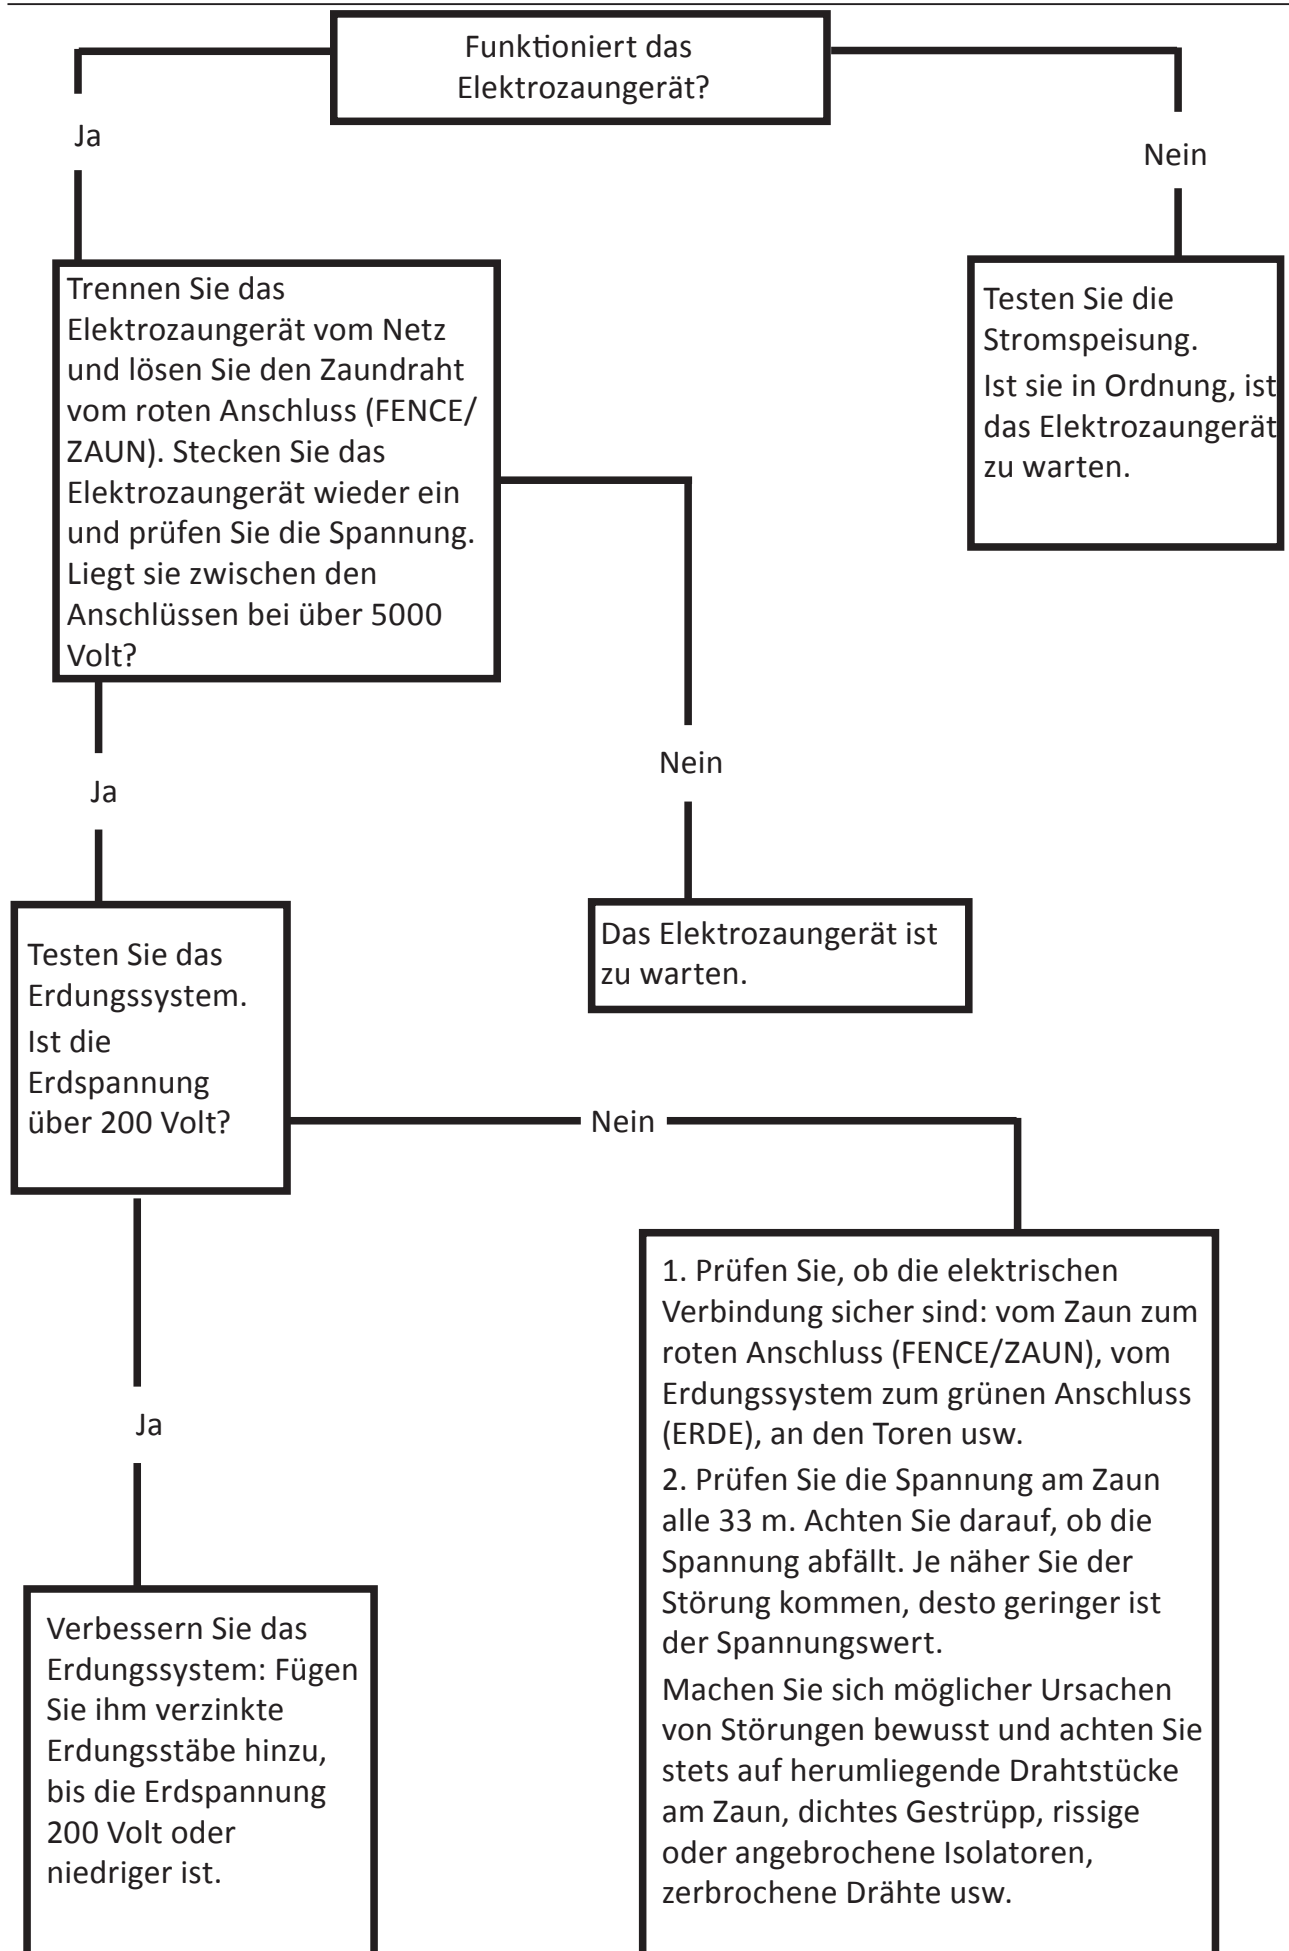 Funktioniert das
Elektrozaungerät?
Ja
Nein
Trennen Sie das
Elektrozaungerät vom Netz
und lösen Sie den Zaundraht
vom roten Anschluss (FENCE/
ZAUN). Stecken Sie das
Elektrozaungerät wieder ein
und prüfen Sie die Spannung.
Liegt sie zwischen den
Anschlüssen bei über 5000
Volt?
Testen Sie die
Stromspeisung.
Ist sie in Ordnung, ist
das Elektrozaungerät
zu warten.
Nein
Ja
Das Elektrozaungerät ist
zu warten.
Testen Sie das
Erdungssystem.
Ist die
Erdspannung
über 200 Volt?
Nein
1. Prüfen Sie, ob die elektrischen
Verbindung sicher sind: vom Zaun zum
roten Anschluss (FENCE/ZAUN), vom
Erdungssystem zum grünen Anschluss
(ERDE), an den Toren usw.
2. Prüfen Sie die Spannung am Zaun
alle 33 m. Achten Sie darauf, ob die
Spannung abfällt. Je näher Sie der
Störung kommen, desto geringer ist
der Spannungswert.
Machen Sie sich möglicher Ursachen
von Störungen bewusst und achten Sie
stets auf herumliegende Drahtstücke
am Zaun, dichtes Gestrüpp, rissige
oder angebrochene Isolatoren,
zerbrochene Drähte usw.
Ja
Verbessern Sie das
Erdungssystem: Fügen
Sie ihm verzinkte
Erdungsstäbe hinzu,
bis die Erdspannung
200 Volt oder
niedriger ist.